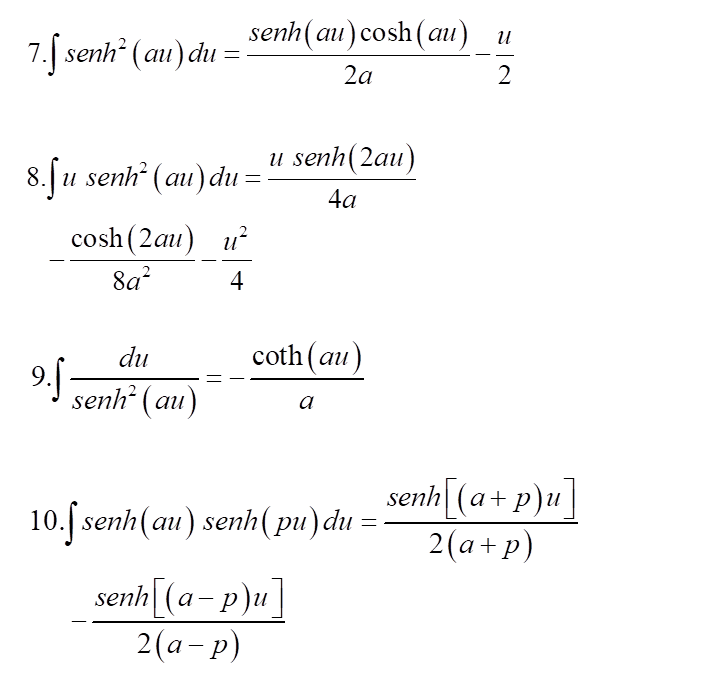 7.∫ senh²(au) du = senh(au)cosh(au)/2a − u/2
8.∫ u senh²(au) du = u senh(2au)/4a
− cosh(2au)/8a² − u²/4
9.∫ du/senh²(au) = − coth(au)/a
10.∫ senh(au) senh(pu) du = senh[(a+p)u]/2(a+p)
− senh[(a−p)u]/2(a−p)